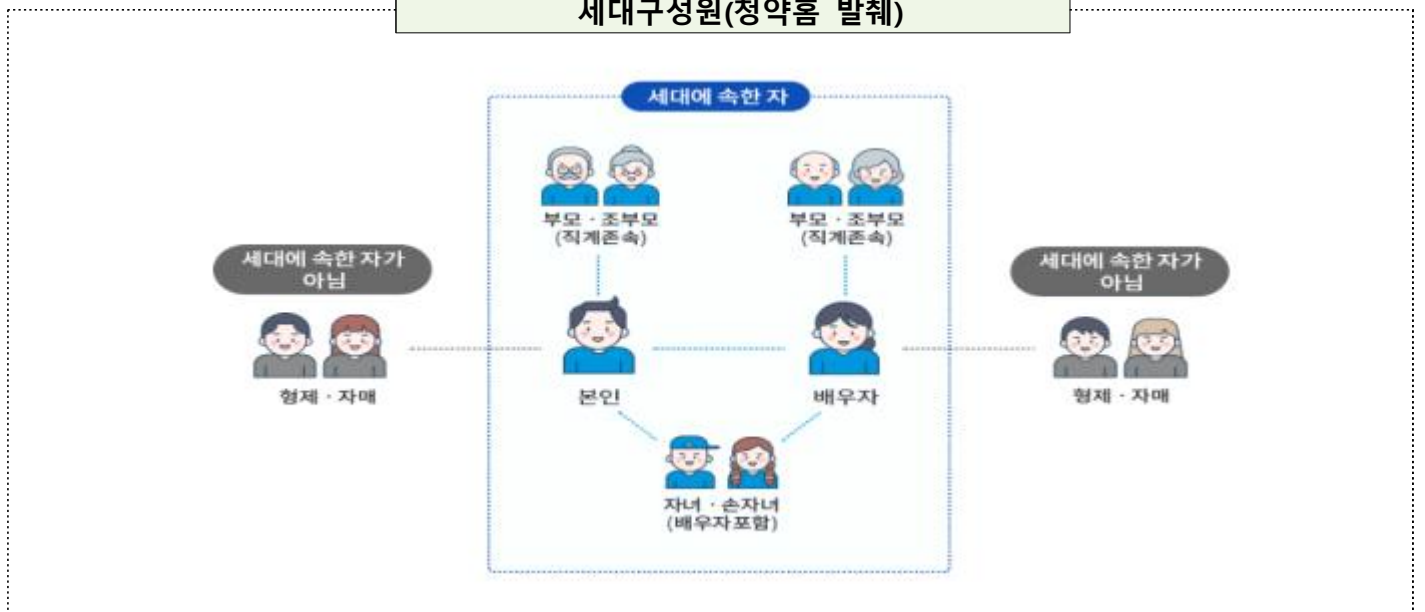 세대구성원(청약홈 발췌)
세대에 속한 자
부모 · 조부모
(직계존속)
부모 · 조부모
(직계존속)
세대에 속한 자가
아님
세대에 속한 자가
아님
형제 · 자매
본인
배우자
형제 · 자매
자녀 · 손자녀
(배우자포함)